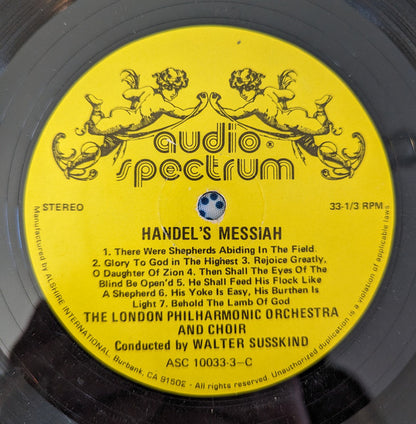 audio®
spectrum
STEREO
33-1/3 RPM
HANDEL'S MESSIAH
1. There Were Shepherds Abiding In The Field.
2. Glory To God in The Highest 3. Rejoice Greatly,
O Daughter Of Zion 4. Then Shall The Eyes Of The
Blind Be Open'd 5. He Shall Feed His Flock Like
A Shepherd 6. His Yoke Is Easy, His Burthen Is
Light 7. Behold The Lamb Of God
THE LONDON PHILHARMONIC ORCHESTRA
AND CHOIR
Conducted by WALTER SUSSKIND
ASC 10033-3-C
Manufactured by ALSHIRE INTERNATIONAL, Burbank, CA 91502 - All rights reserved. Unauthorized duplication is a violation of applicable laws.